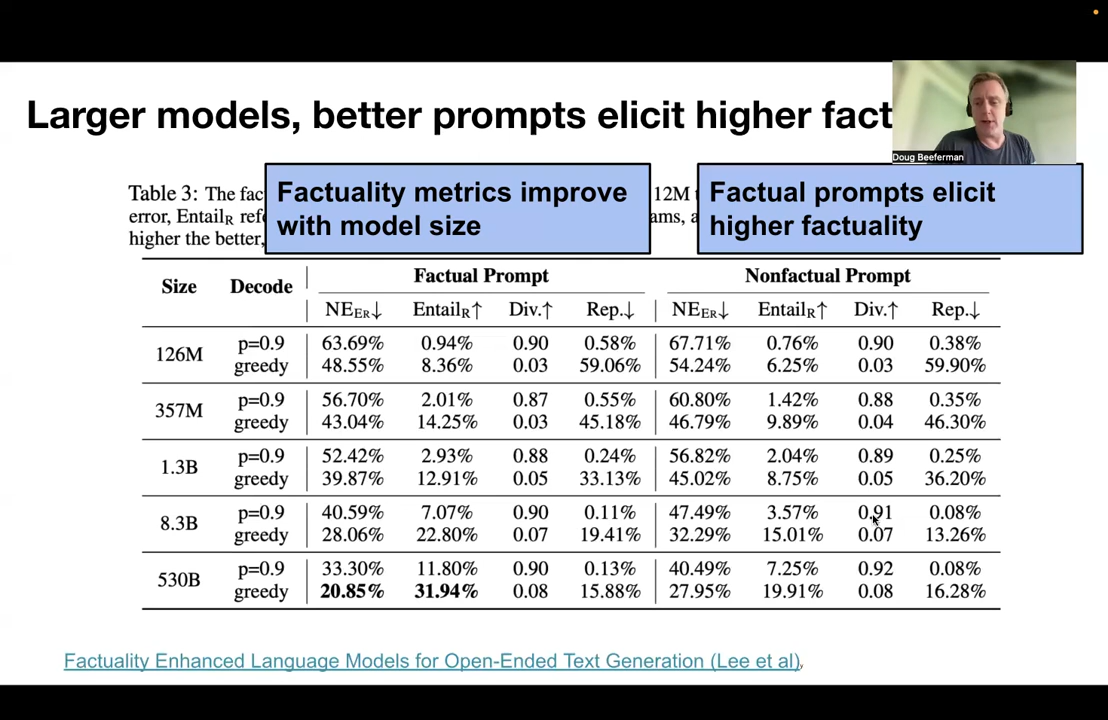 Larger models, better prompts elicit higher fact
Doug Beeferman
Factuality metrics improve
with model size
Factual prompts elicit
higher factuality
Table 3: The fac 12M
error, EntailR ref ams, a
higher the better,
Factual Prompt Nonfactual Prompt
Size Decode
NEER↓ EntailR↑ Div.↑ Rep.↓ NEER↓ EntailR↑ Div.↑ Rep.↓
126M p=0.9 63.69% 0.94% 0.90 0.58% 67.71% 0.76% 0.90 0.38%
greedy 48.55% 8.36% 0.03 59.06% 54.24% 6.25% 0.03 59.90%
357M p=0.9 56.70% 2.01% 0.87 0.55% 60.80% 1.42% 0.88 0.35%
greedy 43.04% 14.25% 0.03 45.18% 46.79% 9.89% 0.04 46.30%
1.3B p=0.9 52.42% 2.93% 0.88 0.24% 56.82% 2.04% 0.89 0.25%
greedy 39.87% 12.91% 0.05 33.13% 45.02% 8.75% 0.05 36.20%
8.3B p=0.9 40.59% 7.07% 0.90 0.11% 47.49% 3.57% 0.91 0.08%
greedy 28.06% 22.80% 0.07 19.41% 32.29% 15.01% 0.07 13.26%
530B p=0.9 33.30% 11.80% 0.90 0.13% 40.49% 7.25% 0.92 0.08%
greedy 20.85% 31.94% 0.08 15.88% 27.95% 19.91% 0.08 16.28%
Factuality Enhanced Language Models for Open-Ended Text Generation (Lee et al),